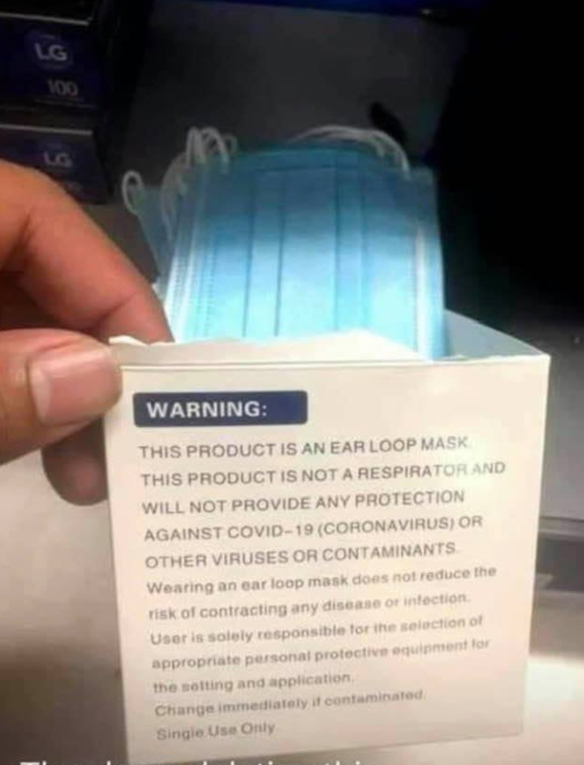 LG
100
LG
WARNING:
THIS PRODUCT IS AN EAR LOOP MASK.
THIS PRODUCT IS NOT A RESPIRATOR AND
WILL NOT PROVIDE ANY PROTECTION
AGAINST COVID-19 (CORONAVIRUS) OR
OTHER VIRUSES OR CONTAMINANTS.
Wearing an ear loop mask does not reduce the
risk of contracting any disease or infection.
User is solely responsible for the selection of
appropriate personal protective equipment for
the setting and application.
Change immediately if contaminated.
Single Use Only